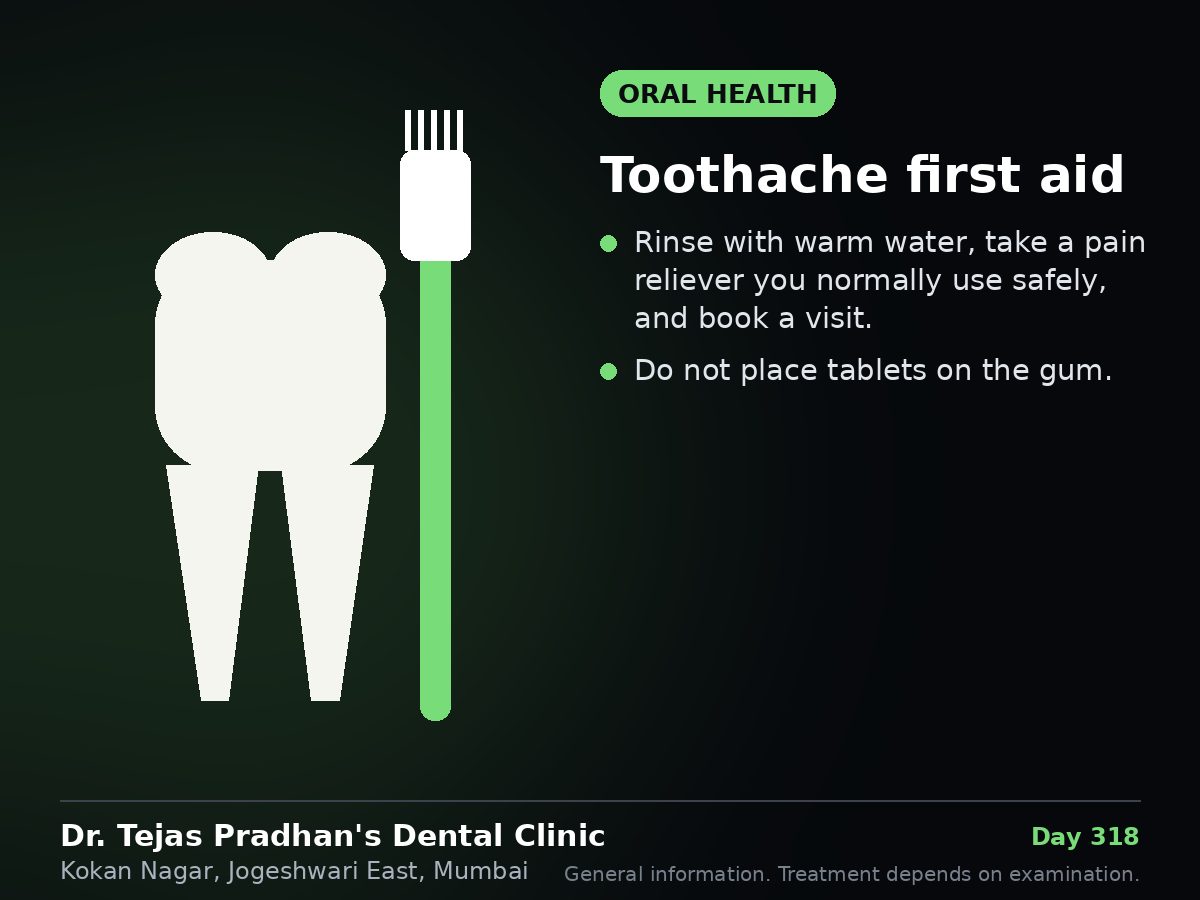 ORAL HEALTH
Toothache first aid
Rinse with warm water, take a pain
reliever you normally use safely,
and book a visit.
Do not place tablets on the gum.
Dr. Tejas Pradhan's Dental Clinic
Day 318
Kokan Nagar, Jogeshwari East, Mumbai
General information. Treatment depends on examination.